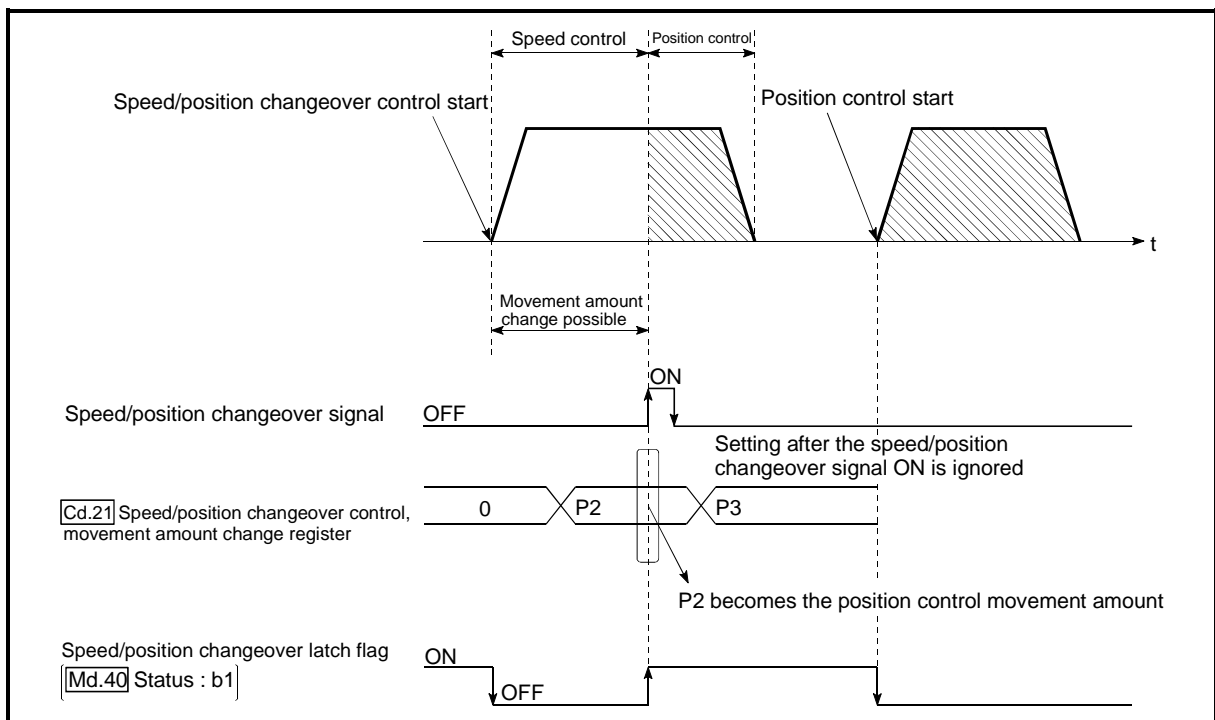 Speed control
Position control
Speed/position changeover control start
Position control start
t
Movement amount
change possible
ON
Speed/position changeover signal
OFF
Setting after the speed/position
changeover signal ON is ignored
Cd.21 Speed/position changeover control,
movement amount change register
0
P2
P3
P2 becomes the position control movement amount
Speed/position changeover latch flag
Md.40 Status : b1
ON
OFF